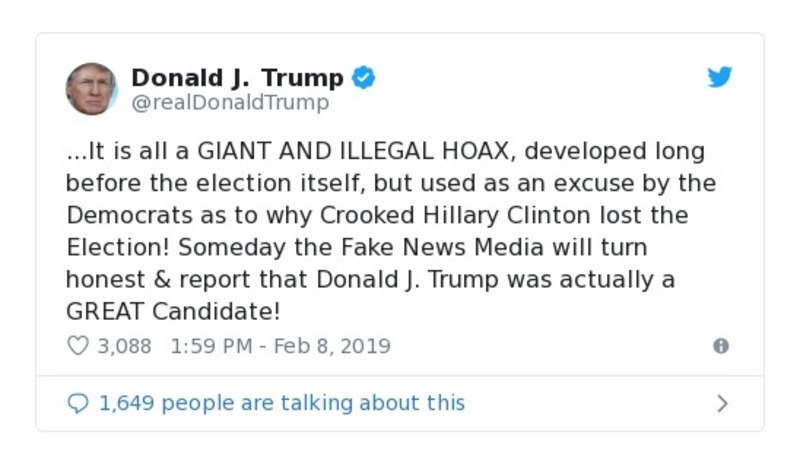 Donald J. Trump
@realDonaldTrump
...It is all a GIANT AND ILLEGAL HOAX, developed long
before the election itself, but used as an excuse by the
Democrats as to why Crooked Hillary Clinton lost the
Election! Someday the Fake News Media will turn
honest & report that Donald J. Trump was actually a
GREAT Candidate!
3,088 1:59 PM - Feb 8, 2019
1,649 people are talking about this